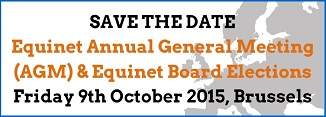 SAVE THE DATE
Equinet Annual General Meeting
(AGM) & Equinet Board Elections
Friday 9th October 2015, Brussels